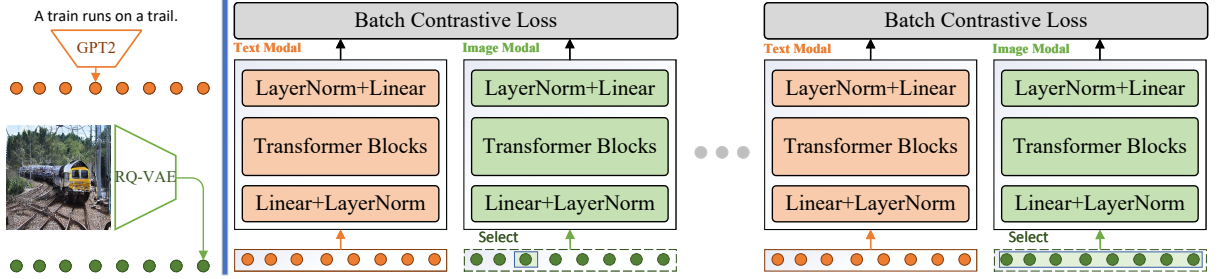 A train runs on a trail.
GPT2
RQ-VAE
Batch Contrastive Loss
Text Modal
Image Modal
LayerNorm+Linear
LayerNorm+Linear
Transformer Blocks
Transformer Blocks
Linear+LayerNorm
Linear+LayerNorm
Select
Batch Contrastive Loss
Text Modal
Image Modal
LayerNorm+Linear
LayerNorm+Linear
Transformer Blocks
Transformer Blocks
Linear+LayerNorm
Linear+LayerNorm
Select